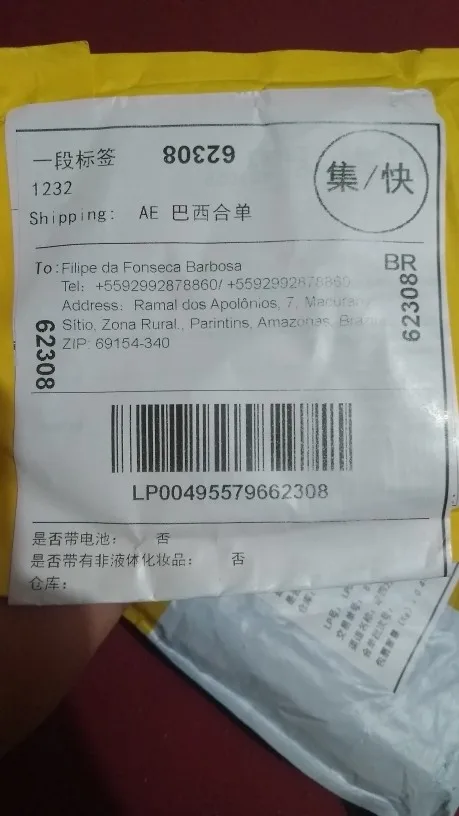 一段标签
62308
1232
集/快
Shipping: AE 巴西合单
To: Filipe da Fonseca Barbosa
BR
Tel: +5592992878860/ +5592992878860
Address: Ramal dos Apolônios, 7,
Sítio, Zona Rural., Parintins, Amazonas,
ZIP: 69154-340
62308
62308
LP00495579662308
是否带电池: 否
是否带有非液体化妆品: 否
仓库: